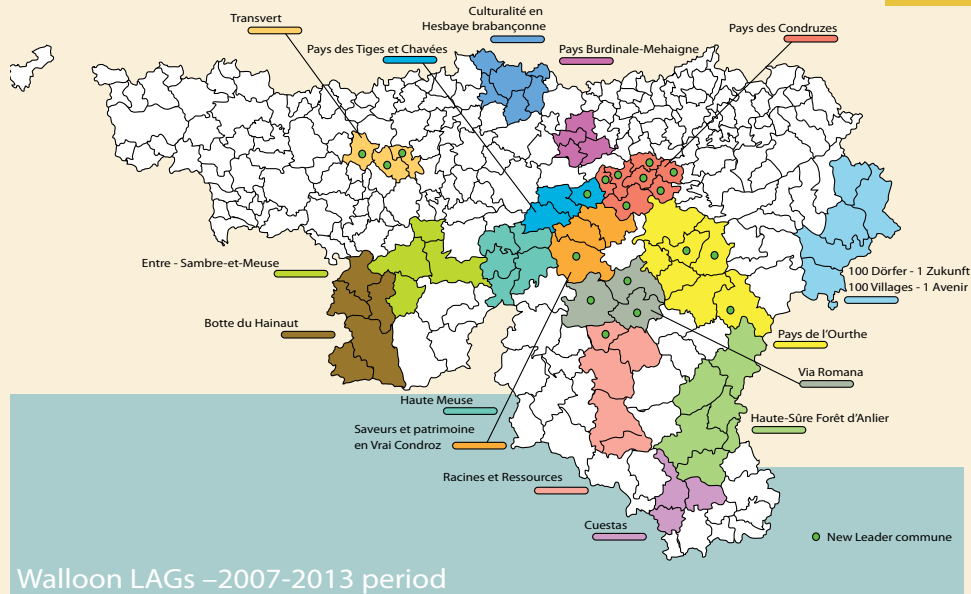 Transvert
Culturalité en
Hesbaye brabançonne
Pays des Tiges et Chavées
Pays Burdinale-Mehaigne
Pays des Condruzes
Entre - Sambre-et-Meuse
100 Dörfer - 1 Zukunft
100 Villages - 1 Avenir
Botte du Hainaut
Pays de l'Ourthe
Via Romana
Haute Meuse
Haute-Sûre Forêt d'Anlier
Saveurs et patrimoine
en Vrai Condroz
Racines et Ressources
Cuestas
New Leader commune
Walloon LAGs –2007-2013 period